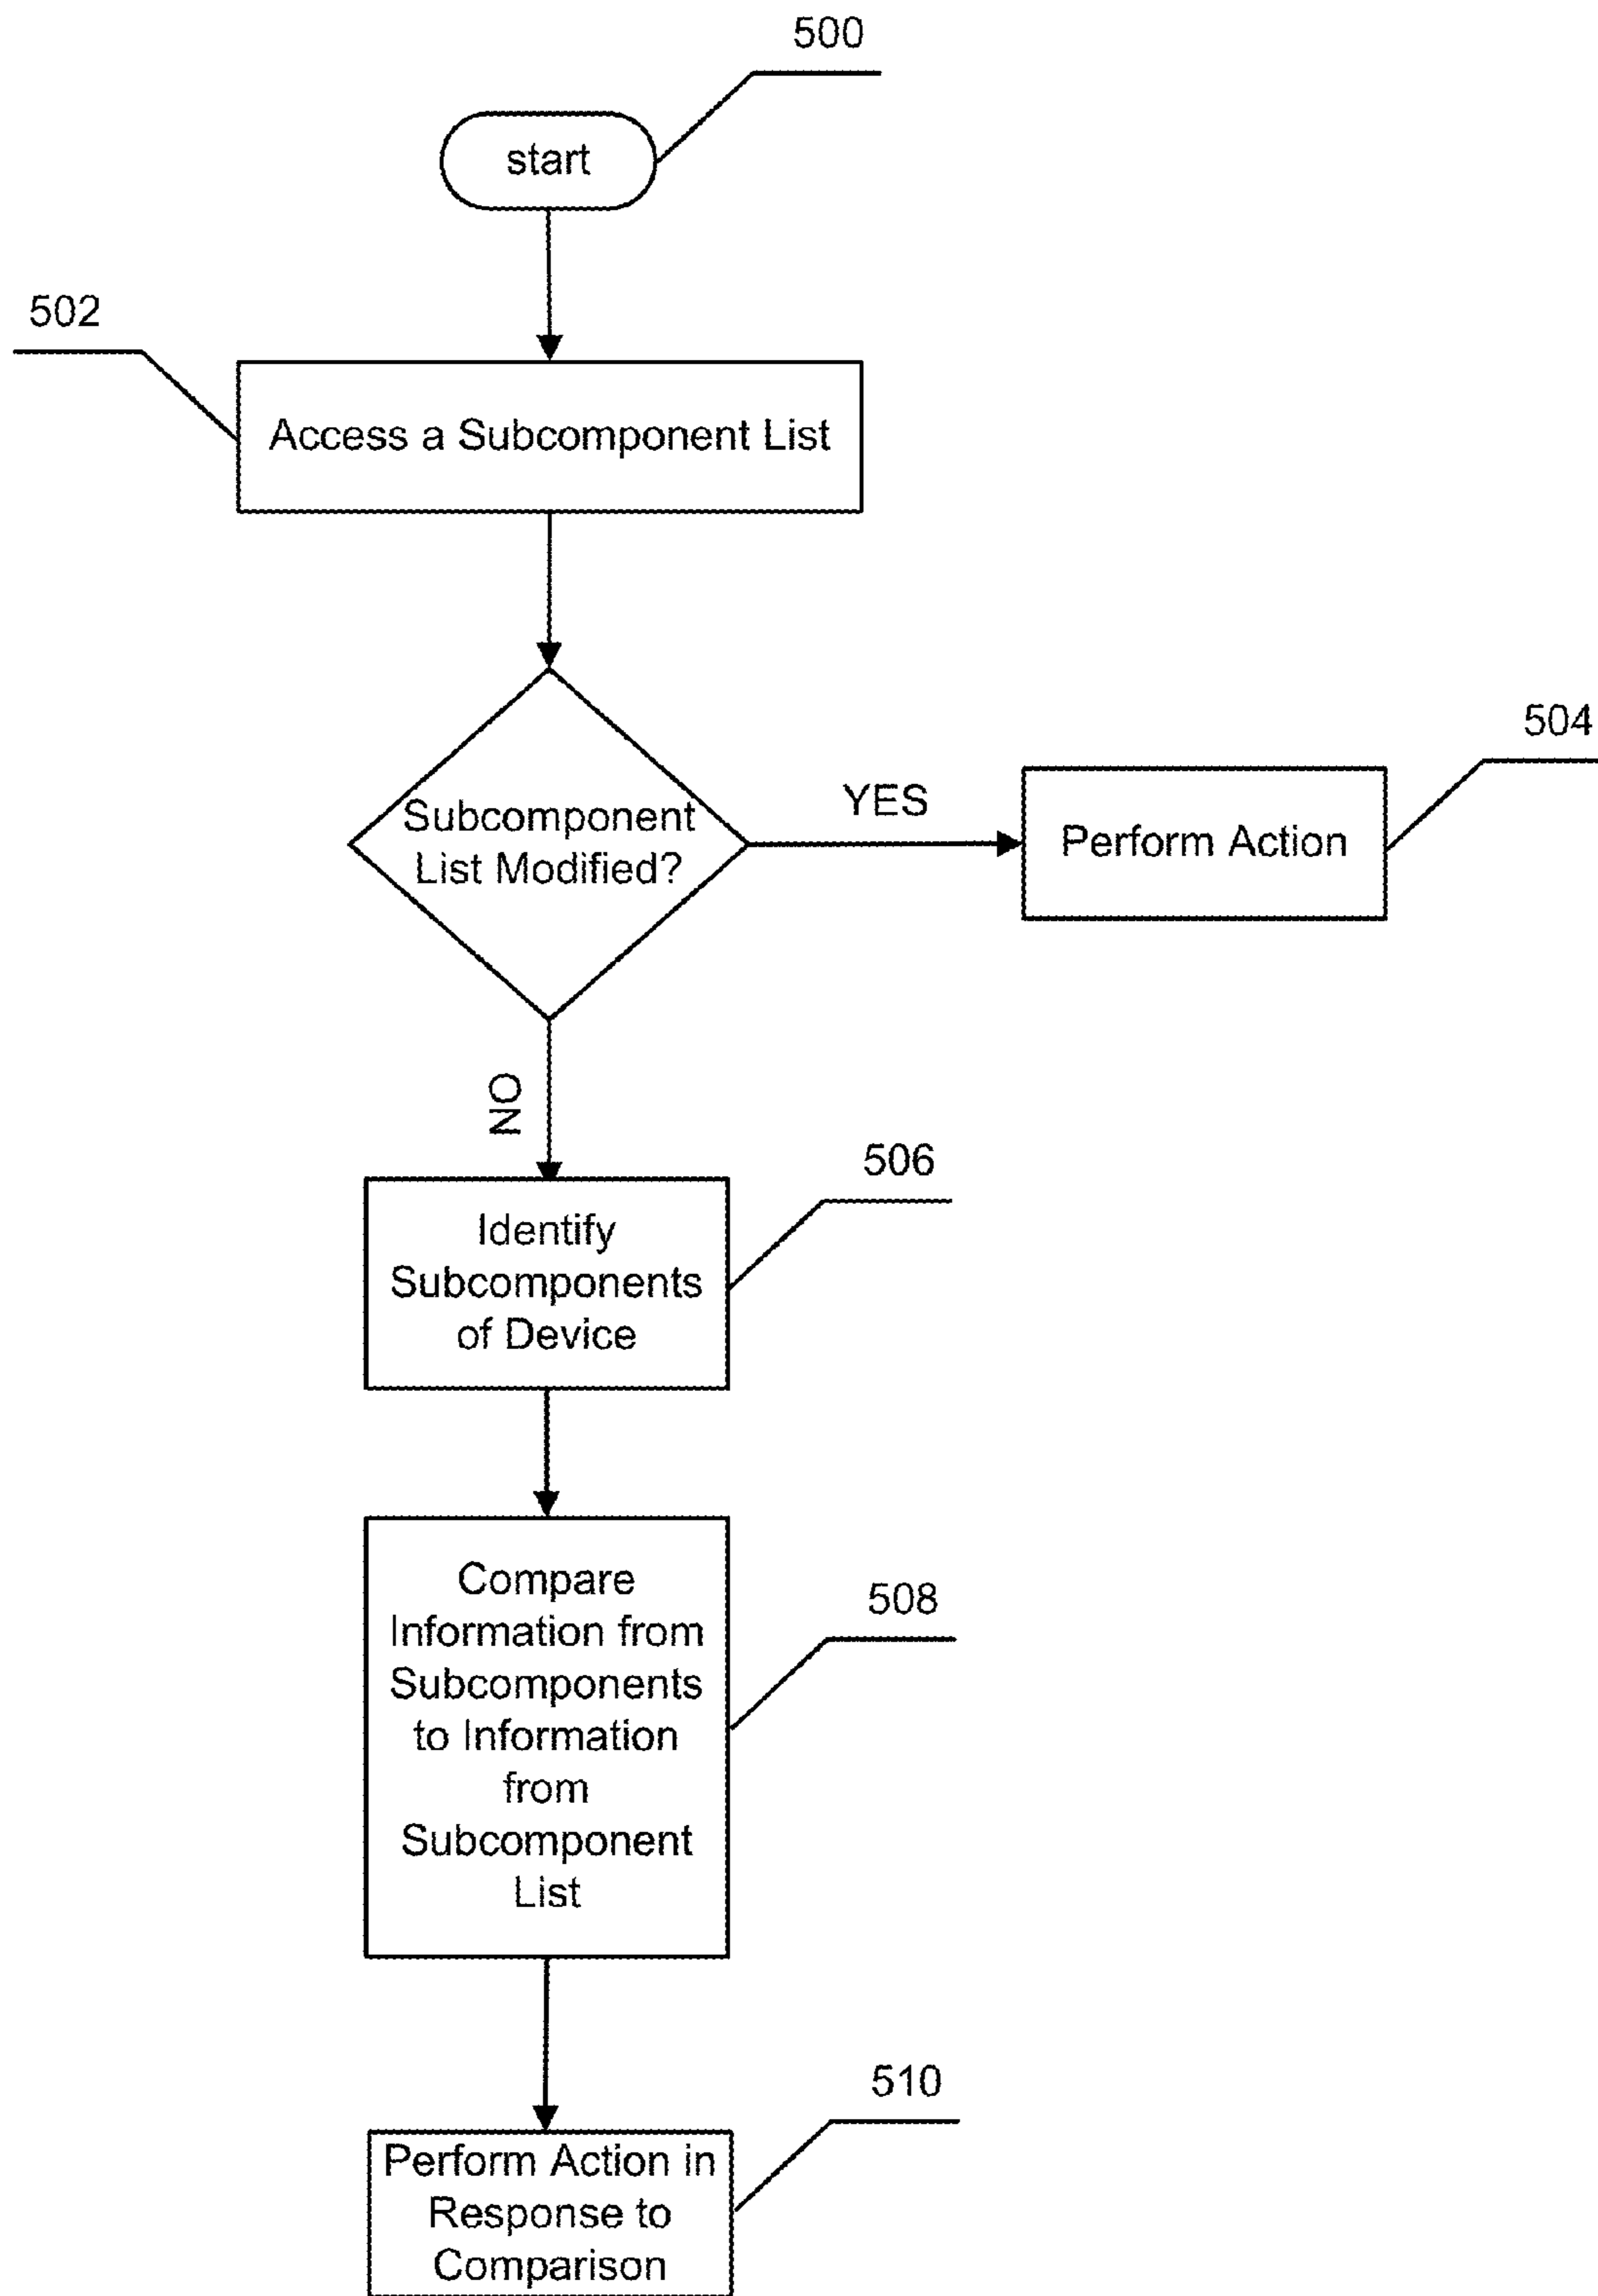 500
start
502
Access a Subcomponent List
Subcomponent
List Modified?
YES
504
Perform Action
NO
506
Identify
Subcomponents
of Device
508
Compare
Information from
Subcomponents
to Information
from
Subcomponent
List
510
Perform Action in
Response to
Comparison